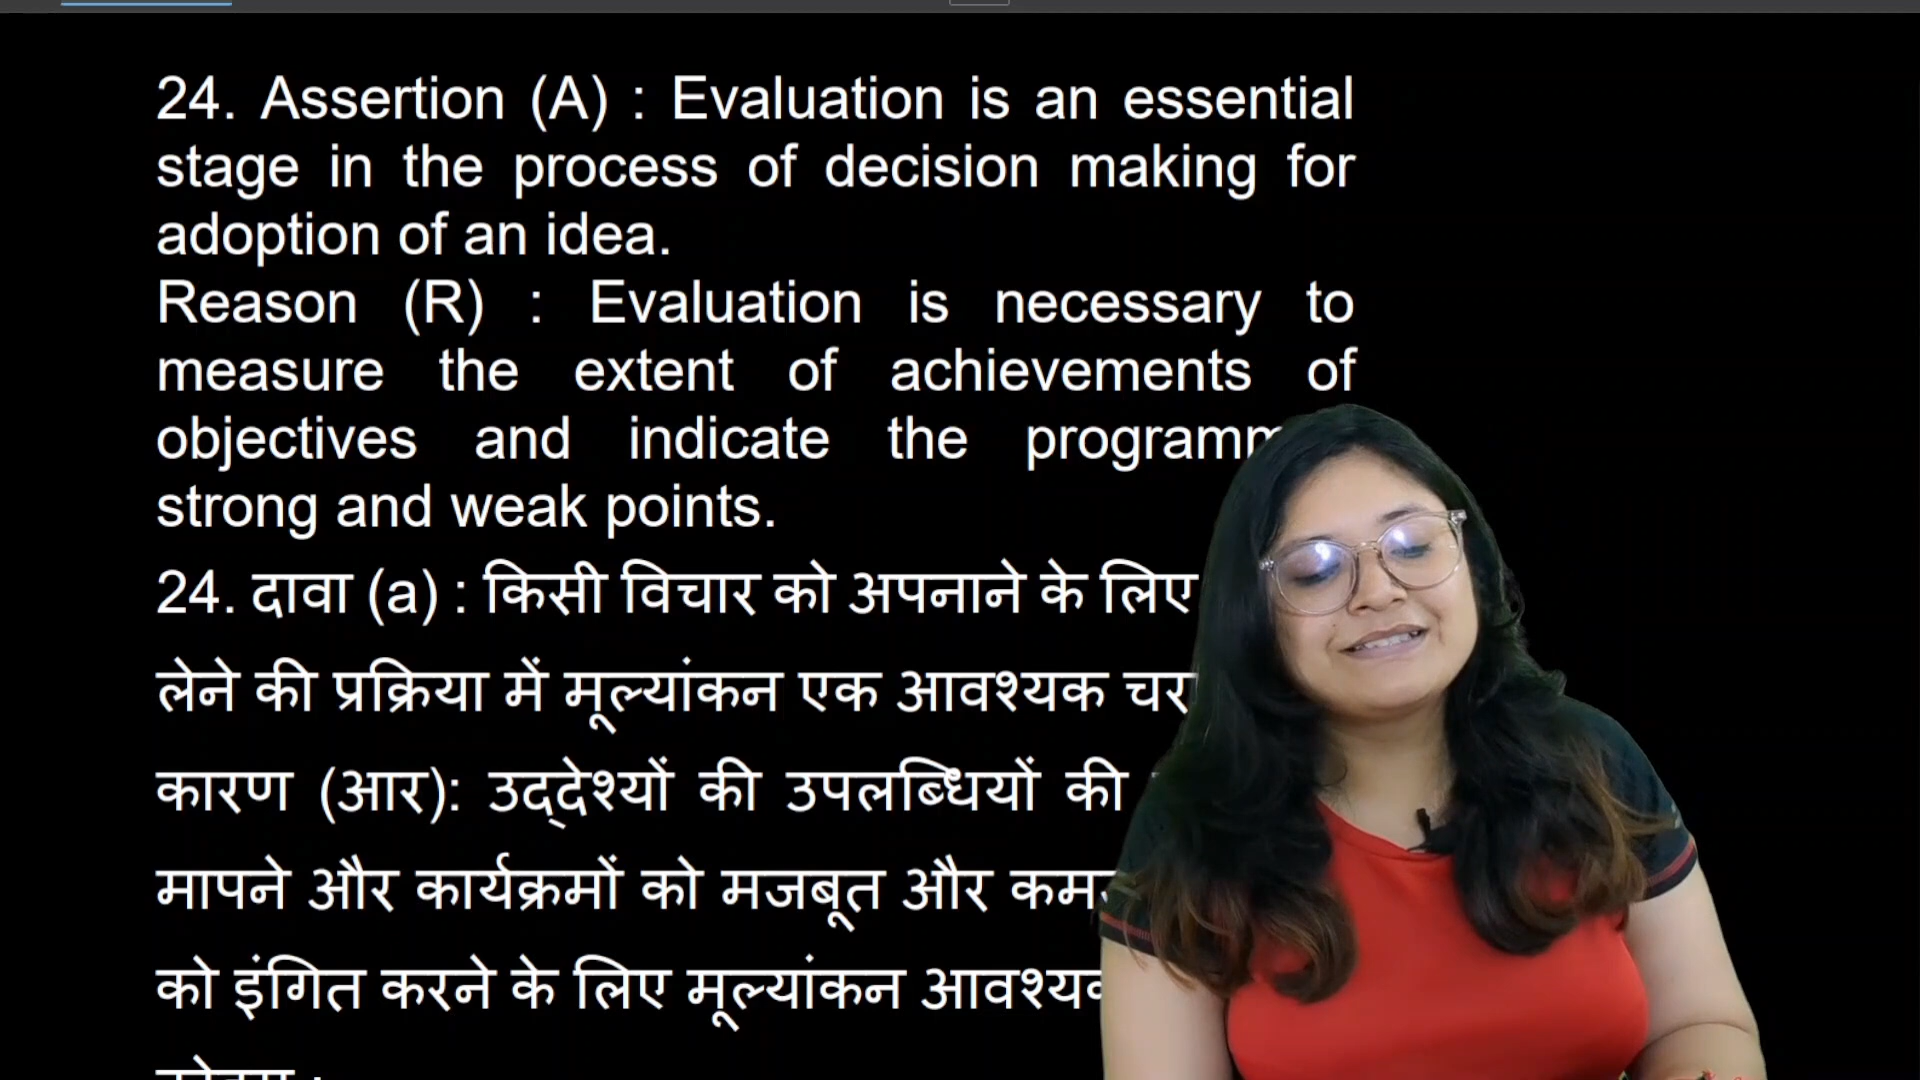 24. Assertion (A) : Evaluation is an essential
stage in the process of decision making for
adoption of an idea.
Reason (R) : Evaluation is necessary to
measure the extent of achievements of
objectives and indicate the
strong and weak points.
24. दावा (a) : किसी विचार को अपनाने के लिए
लेने की प्रक्रिया में मूल्यांकन एक आवश्यक
कारण (आर): उद्देश्यों की उपलब्धियों की
मापने और कार्यक्रमों को मजबूत और
को इंगित करने के लिए मूल्यांकन